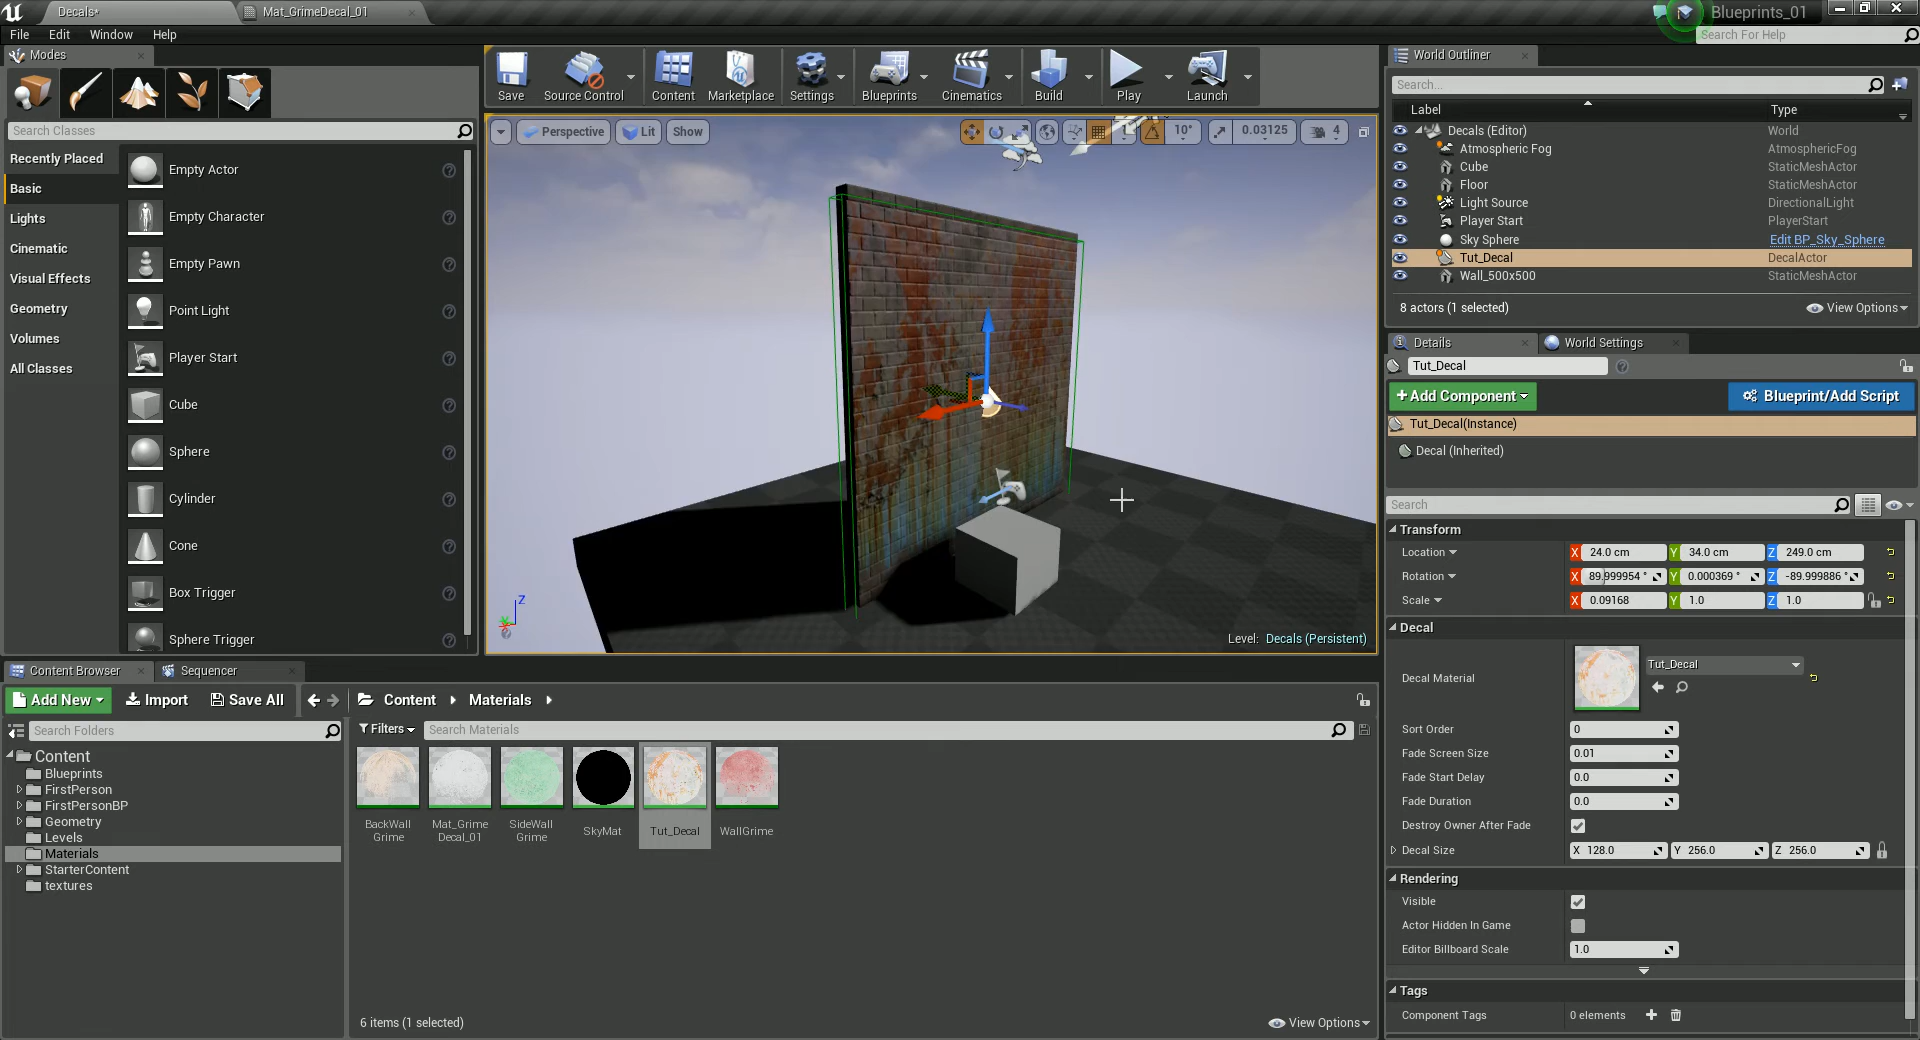 Decals*
Mat_GrimeDecal_01
Blueprints_01
File Edit Window Help
Search For Help
Modes
Search Classes
Recently Placed
Basic
Lights
Cinematic
Visual Effects
Geometry
Volumes
All Classes
Empty Actor
Empty Character
Empty Pawn
Point Light
Player Start
Cube
Sphere
Cylinder
Cone
Box Trigger
Sphere Trigger
Save
Source Control
Content
Marketplace
Settings
Blueprints
Cinematics
Build
Play
Launch
Perspective
Lit
Show
10°
0.03125
4
Z
Level: Decals (Persistent)
World Outliner
Search...
Label Type
Decals (Editor) World
Atmospheric Fog AtmosphericFog
Cube StaticMeshActor
Floor StaticMeshActor
Light Source DirectionalLight
Player Start PlayerStart
Sky Sphere Edit BP_Sky_Sphere
Tut_Decal DecalActor
Wall_500x500 StaticMeshActor
8 actors (1 selected)
View Options
Details
World Settings
Tut_Decal
+Add Component
Blueprint/Add Script
Tut_Decal(Instance)
Decal (Inherited)
Search
Transform
Location X 24.0 cm Y 34.0 cm Z 249.0 cm
Rotation X 89.999954 ° Y 0.000369 ° Z -89.999886 °
Scale X 0.09168 Y 1.0 Z 1.0
Decal
Decal Material
Tut_Decal
Sort Order 0
Fade Screen Size 0.01
Fade Start Delay 0.0
Fade Duration 0.0
Destroy Owner After Fade
Decal Size X 128.0 Y 256.0 Z 256.0
Rendering
Visible
Actor Hidden In Game
Editor Billboard Scale 1.0
Tags
Component Tags 0 elements
Content Browser
Sequencer
Add New
Import
Save All
Content
Materials
Search Folders
Filters
Search Materials
Content
Blueprints
FirstPerson
FirstPersonBP
Geometry
Levels
Materials
StarterContent
textures
BackWall
Grime
Mat_Grime
Decal_01
SideWall
Grime
SkyMat
Tut_Decal
WallGrime
6 items (1 selected)
View Options